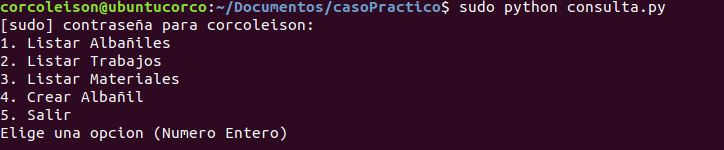 corcoleison@ubuntucorco:~/Documentos/casoPractico$ sudo python consulta.py
[sudo] contraseña para corcoleison:
1. Listar Albañiles
2. Listar Trabajos
3. Listar Materiales
4. Crear Albañil
5. Salir
Elige una opcion (Numero Entero)